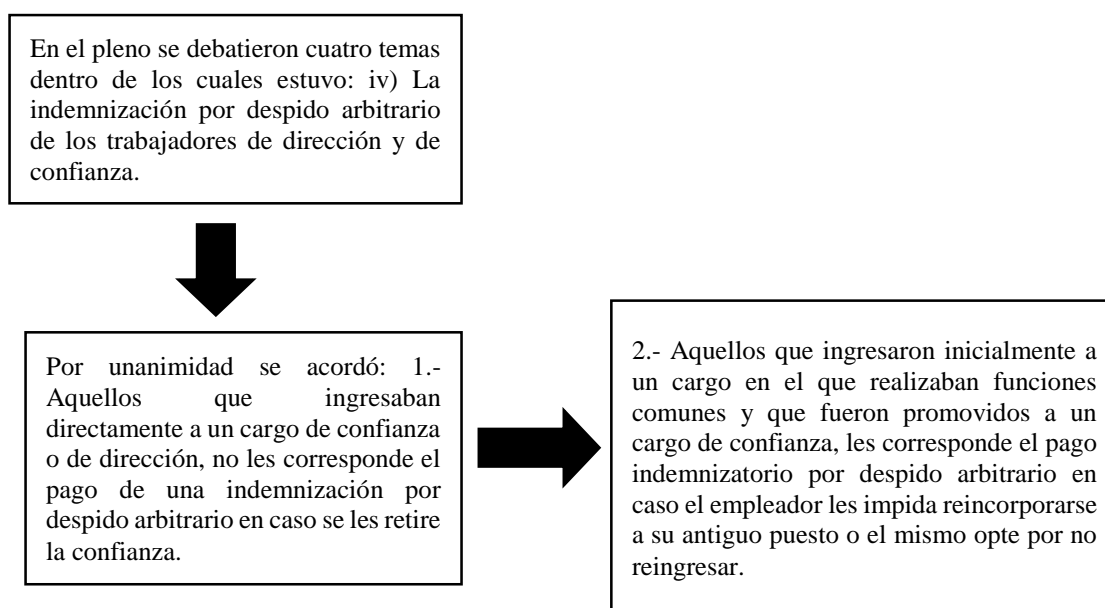 En el pleno se debatieron cuatro temas
dentro de los cuales estuvo: iv) La
indemnización por despido arbitrario
de los trabajadores de dirección y de
confianza.
Por unanimidad se acordó: 1.-
Aquellos que ingresaban
directamente a un cargo de confianza
o de dirección, no les corresponde el
pago de una indemnización por
despido arbitrario en caso se les retire
la confianza.
2.- Aquellos que ingresaron inicialmente a
un cargo en el que realizaban funciones
comunes y que fueron promovidos a un
cargo de confianza, les corresponde el pago
indemnizatorio por despido arbitrario en
caso el empleador les impida reincorporarse
a su antiguo puesto o el mismo opte por no
reingresar.